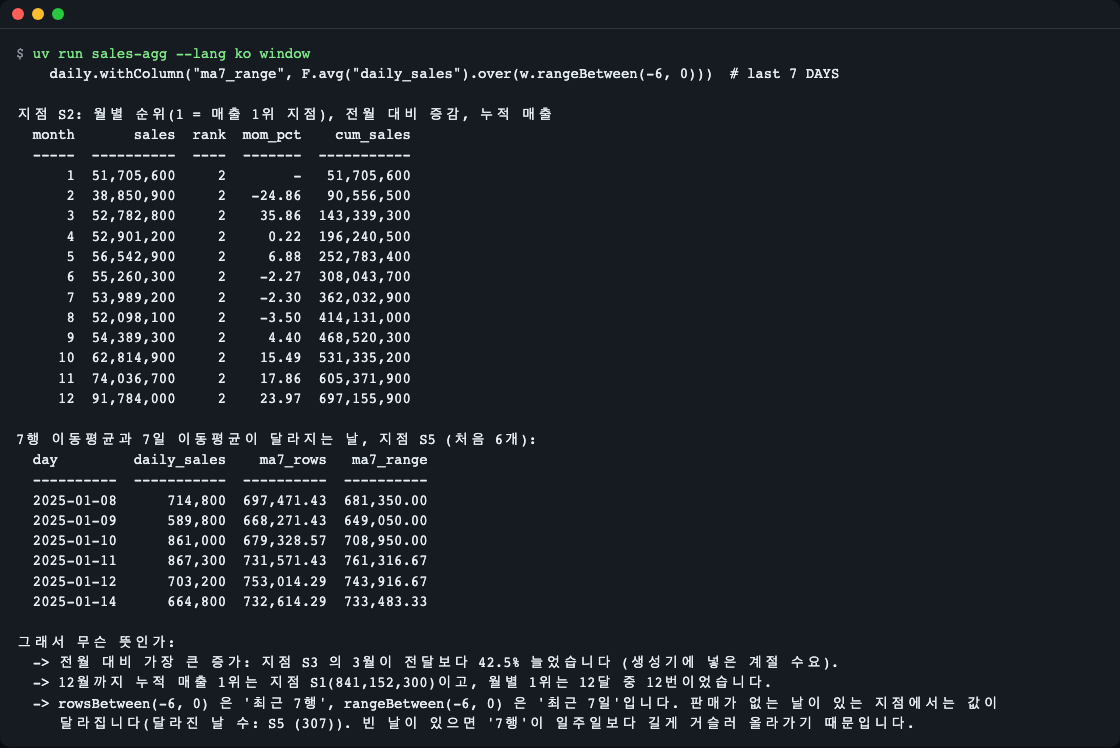 $ uv run sales-agg --lang ko window
daily.withColumn("ma7_range", F.avg("daily_sales").over(w.rangeBetween(-6, 0)))  # last 7 DAYS
지점 S2: 월별 순위(1 = 매출 1위 지점), 전월 대비 증감, 누적 매출
month       sales  rank  mom_pct    cum_sales
-----  ----------  ----  -------  -----------
1  51,705,600     2        -   51,705,600
2  38,850,900     2   -24.86   90,556,500
3  52,782,800     2    35.86  143,339,300
4  52,901,200     2     0.22  196,240,500
5  56,542,900     2     6.88  252,783,400
6  55,260,300     2    -2.27  308,043,700
7  53,989,200     2    -2.30  362,032,900
8  52,098,100     2    -3.50  414,131,000
9  54,389,300     2     4.40  468,520,300
10  62,814,900     2    15.49  531,335,200
11  74,036,700     2    17.86  605,371,900
12  91,784,000     2    23.97  697,155,900
7행 이동평균과 7일 이동평균이 달라지는 날, 지점 S5 (처음 6개):
day         daily_sales    ma7_rows   ma7_range
----------  -----------  ----------  ----------
2025-01-08      714,800  697,471.43  681,350.00
2025-01-09      589,800  668,271.43  649,050.00
2025-01-10      861,000  679,328.57  708,950.00
2025-01-11      867,300  731,571.43  761,316.67
2025-01-12      703,200  753,014.29  743,916.67
2025-01-14      664,800  732,614.29  733,483.33
그래서 무슨 뜻인가:
-> 전월 대비 가장 큰 증가: 지점 S3 의 3월이 전달보다 42.5% 늘었습니다 (생성기에 넣은 계절 수요).
-> 12월까지 누적 매출 1위는 지점 S1(841,152,300)이고, 월별 1위는 12달 중 12번이었습니다.
-> rowsBetween(-6, 0) 은 '최근 7행', rangeBetween(-6, 0) 은 '최근 7일'입니다. 판매가 없는 날이 있는 지점에서는 값이
달라집니다(달라진 날 수: S5 (307)). 빈 날이 있으면 '7행'이 일주일보다 길게 거슬러 올라가기 때문입니다.